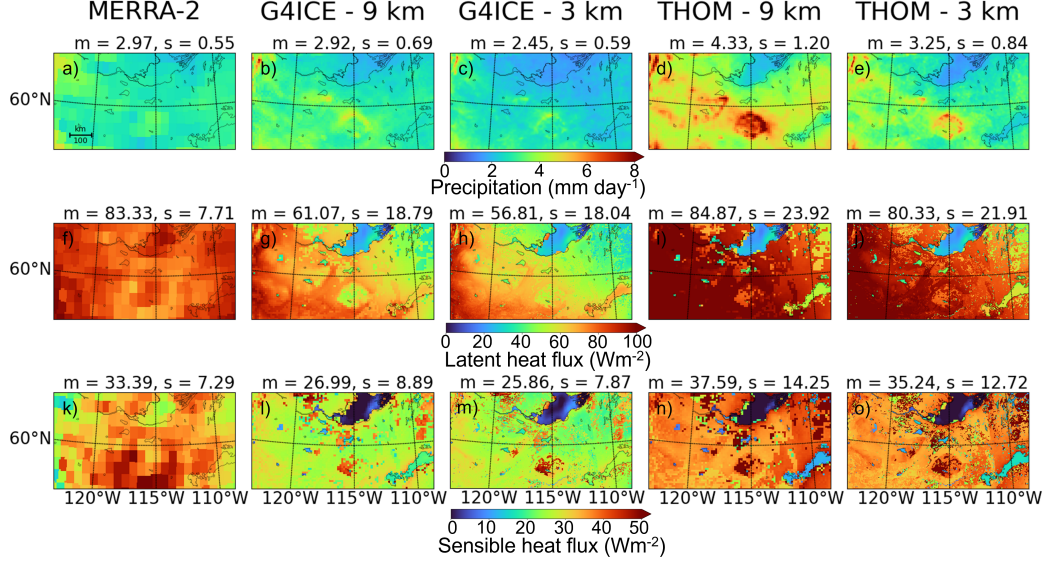 MERRA-2 G4ICE - 9 km G4ICE - 3 km THOM - 9 km THOM - 3 km
m = 2.97, s = 0.55 m = 2.92, s = 0.69 m = 2.45, s = 0.59 m = 4.33, s = 1.20 m = 3.25, s = 0.84
a) b) c) d) e)
60°N
km
100
0 2 4 6 8
Precipitation (mm day-1)
m = 83.33, s = 7.71 m = 61.07, s = 18.79 m = 56.81, s = 18.04 m = 84.87, s = 23.92 m = 80.33, s = 21.91
f) g) h) i) j)
60°N
0 20 40 60 80 100
Latent heat flux (Wm-2)
m = 33.39, s = 7.29 m = 26.99, s = 8.89 m = 25.86, s = 7.87 m = 37.59, s = 14.25 m = 35.24, s = 12.72
k) l) m) n) o)
60°N
120°W 115°W 110°W 120°W 115°W 110°W 120°W 115°W 110°W 120°W 115°W 110°W 120°W 115°W 110°W
0 10 20 30 40 50
Sensible heat flux (Wm-2)